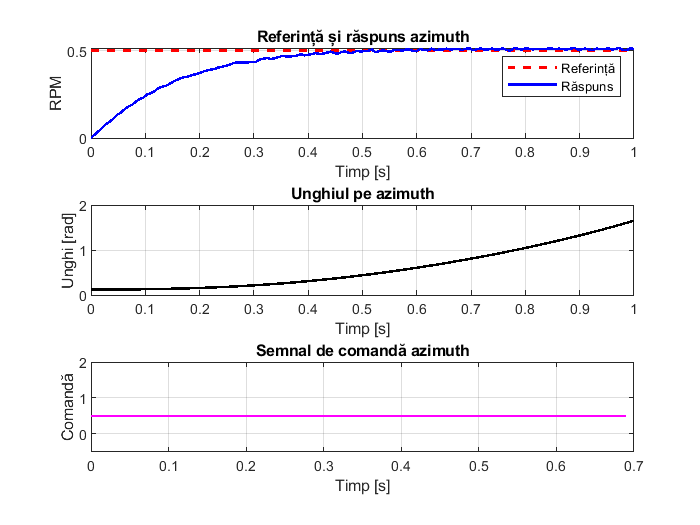 Referință și răspuns azimuth
0.5
0
RPM
Referință
Răspuns
0 0.1 0.2 0.3 0.4 0.5 0.6 0.7 0.8 0.9 1
Timp [s]
Unghiul pe azimuth
2
1
0
Unghi [rad]
0 0.1 0.2 0.3 0.4 0.5 0.6 0.7 0.8 0.9 1
Timp [s]
Semnal de comandă azimuth
2
1
0
Comandă
0 0.1 0.2 0.3 0.4 0.5 0.6 0.7
Timp [s]